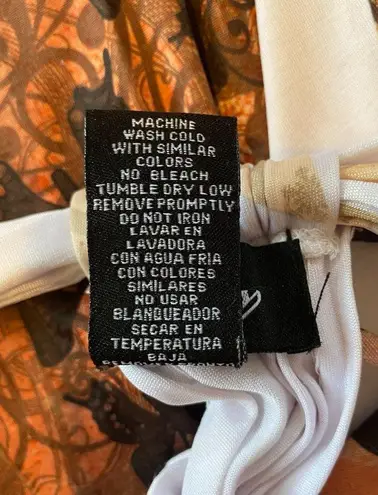 MACHINE
WASH COLD
WITH SIMILAR
COLORS
NO BLEACH
TUMBLE DRY LOW
REMOVE PROMPTLY
DO NOT IRON
LAVAR EN
LAVADORA
CON AGUA FRIA
CON COLORES
SIMILARES
NO USAR
BLANQUEADOR
SECAR EN
TEMPERATURA
BAJA